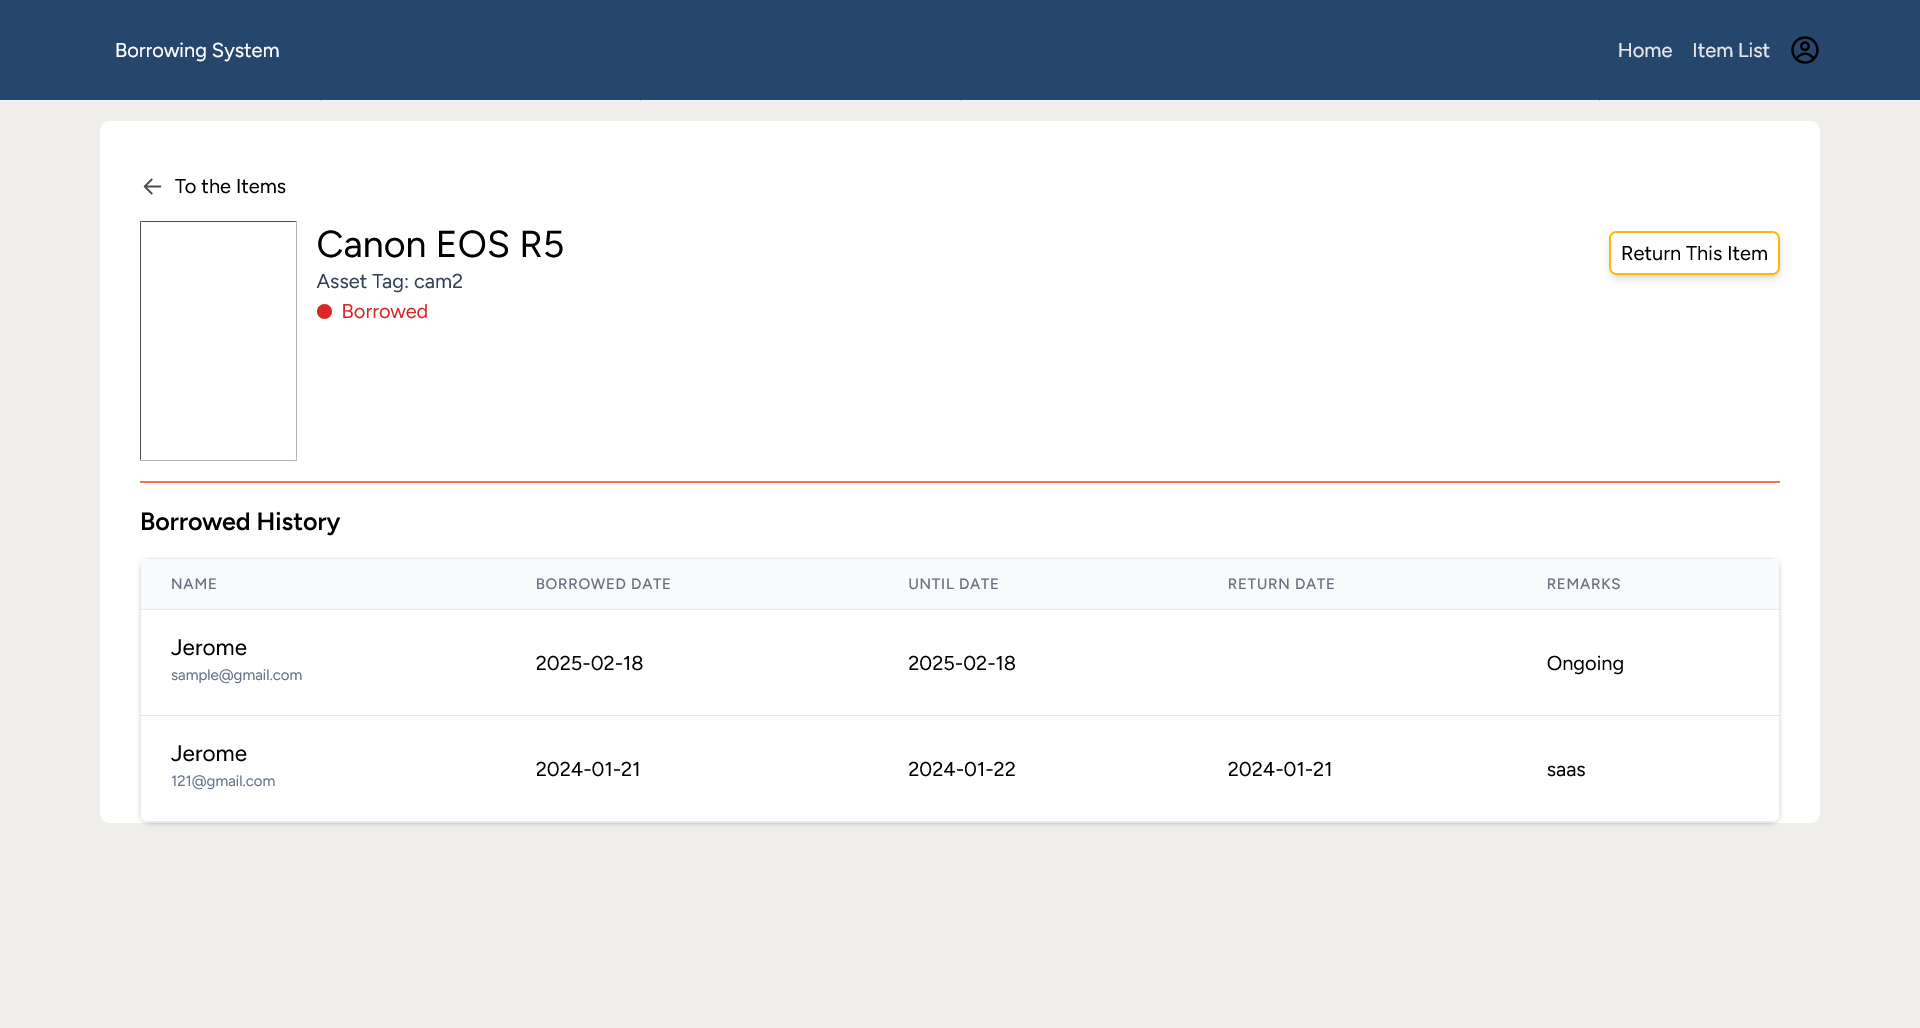 Borrowing System
Home Item List
To the Items
Canon EOS R5
Return This Item
Asset Tag: cam2
Borrowed
Borrowed History
NAME BORROWED DATE UNTIL DATE RETURN DATE REMARKS
Jerome
sample@gmail.com
2025-02-18 2025-02-18 Ongoing
Jerome
121@gmail.com
2024-01-21 2024-01-22 2024-01-21 saas